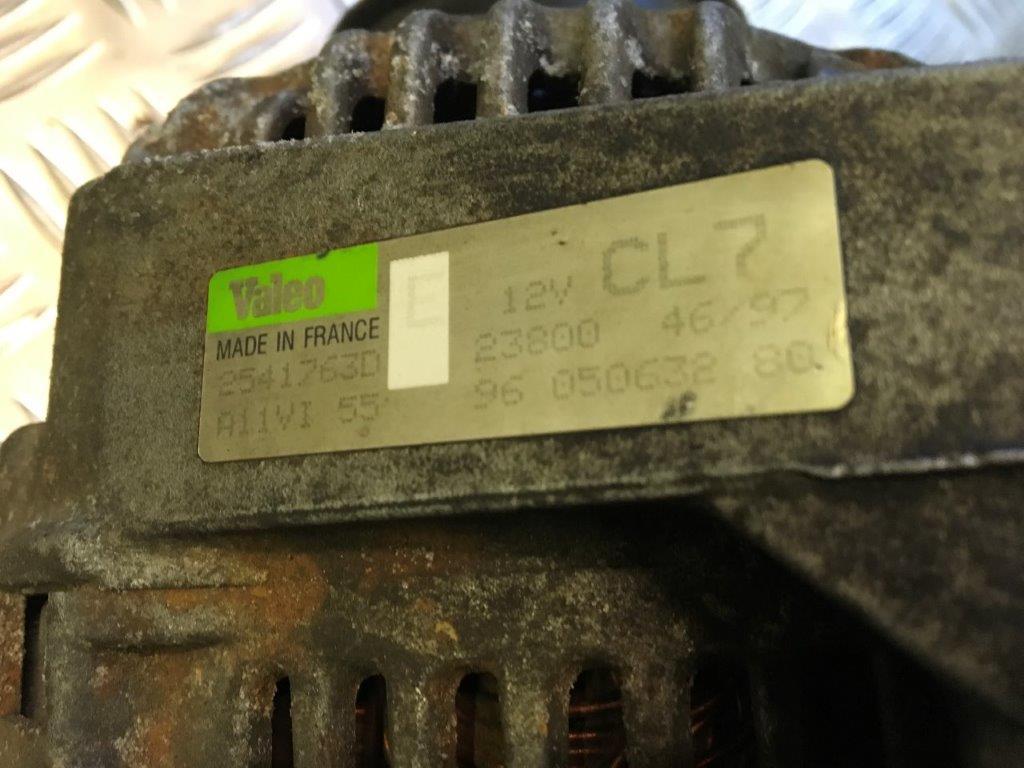 Valeo
MADE IN FRANCE
2541763D
A11VI 55
E
12V CL7
23800 46/97
96 050632 80